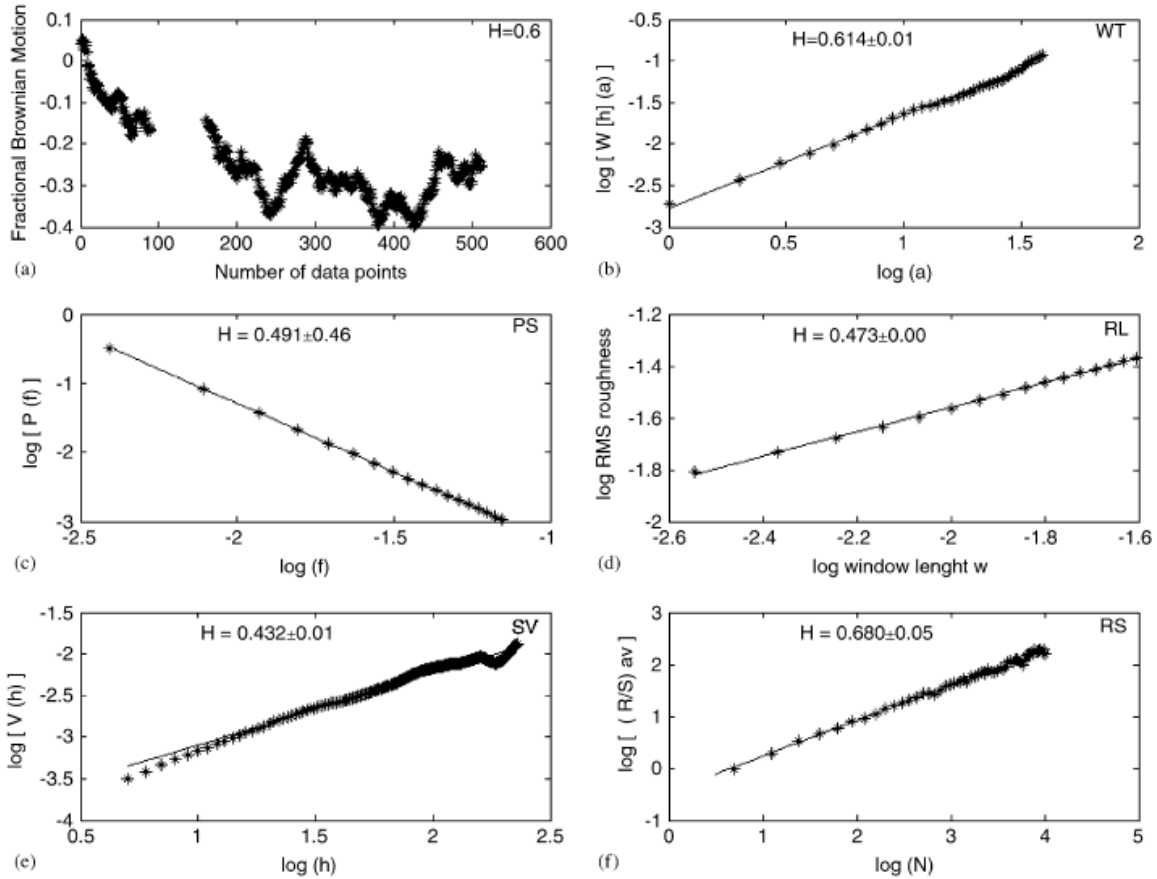 H=0.6
Fractional Brownian Motion
0.1
0
-0.1
-0.2
-0.3
-0.4
0 100 200 300 400 500 600
(a) Number of data points
WT
H=0.614±0.01
log [ W [h] (a) ]
-0.5
-1
-1.5
-2
-2.5
-3
0 0.5 1 1.5 2
(b) log (a)
PS
H = 0.491±0.46
log [ P (f) ]
0
-1
-2
-3
-2.5 -2 -1.5 -1
(c) log (f)
RL
H = 0.473±0.00
log RMS roughness
-1.2
-1.4
-1.6
-1.8
-2
-2.6 -2.4 -2.2 -2 -1.8 -1.6
(d) log window lenght w
SV
H = 0.432±0.01
log [ V (h) ]
-1.5
-2
-2.5
-3
-3.5
-4
0.5 1 1.5 2 2.5
(e) log (h)
RS
H = 0.680±0.05
log [ ( R/S) av ]
3
2
1
0
-1
0 1 2 3 4 5
(f) log (N)